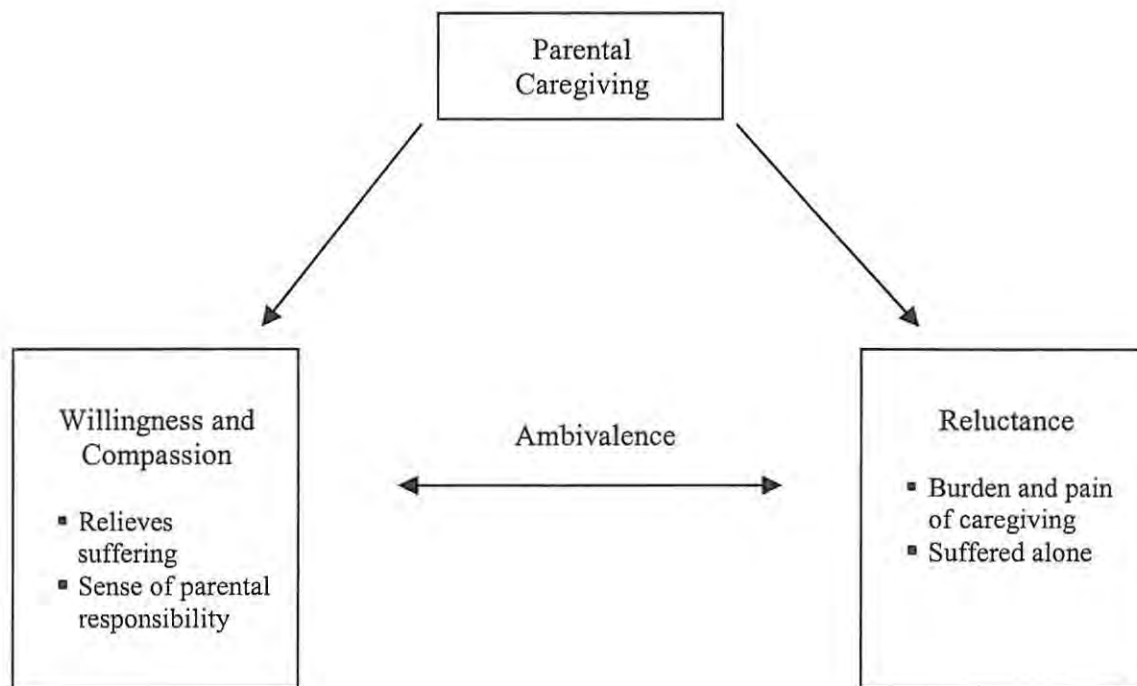 Parental
Caregiving
Willingness and
Compassion
▪ Relieves
suffering
▪ Sense of parental
responsibility
Ambivalence
Reluctance
▪ Burden and pain
of caregiving
▪ Suffered alone